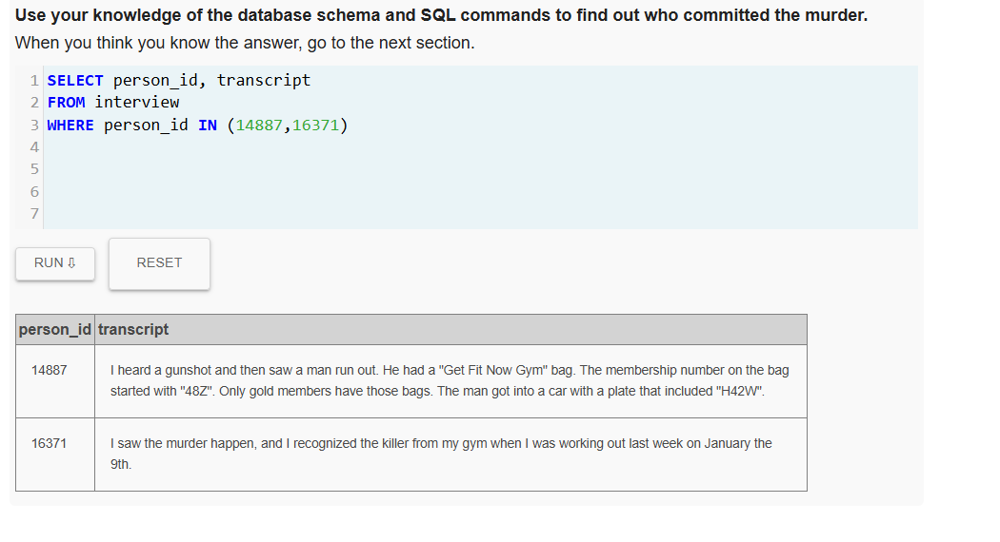 Use your knowledge of the database schema and SQL commands to find out who committed the murder.
When you think you know the answer, go to the next section.
1 SELECT person_id, transcript
2 FROM interview
3 WHERE person_id IN (14887,16371)
4
5
6
7
RUN ⇩ RESET
person_id transcript
14887 I heard a gunshot and then saw a man run out. He had a "Get Fit Now Gym" bag. The membership number on the bag
started with "48Z". Only gold members have those bags. The man got into a car with a plate that included "H42W".
16371 I saw the murder happen, and I recognized the killer from my gym when I was working out last week on January the
9th.